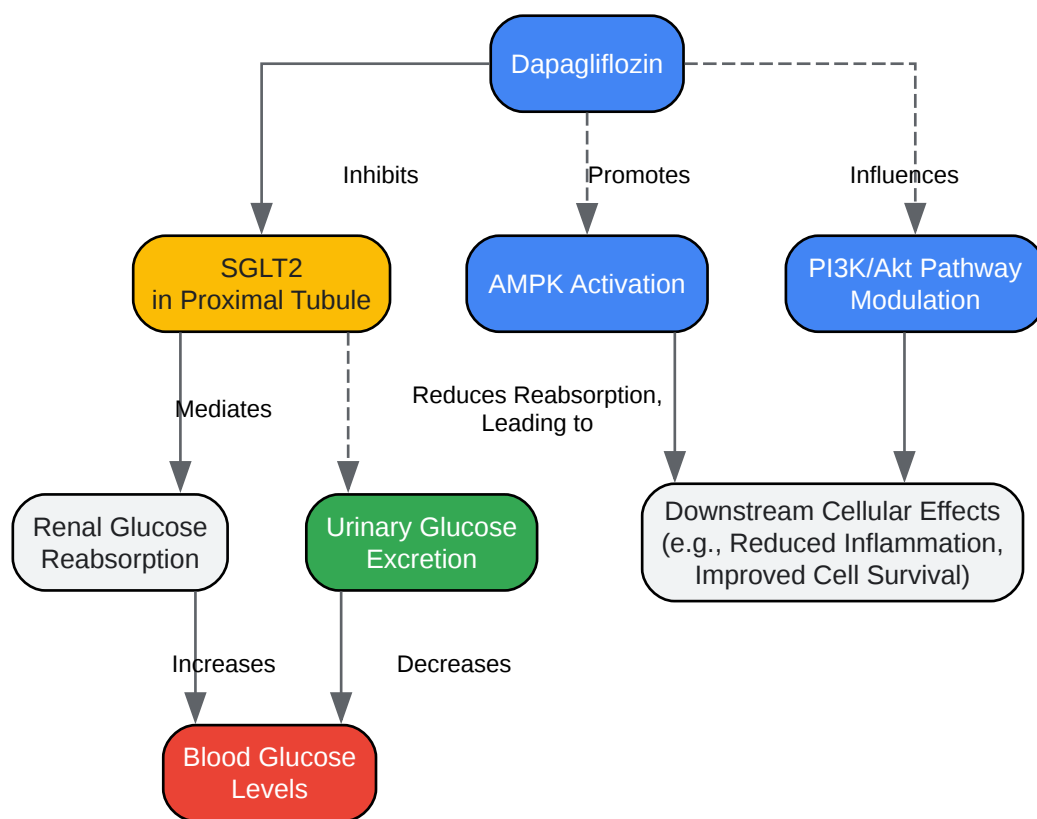 Dapagliflozin
Inhibits
Promotes
Influences
SGLT2
in Proximal Tubule
AMPK Activation
PI3K/Akt Pathway
Modulation
Mediates
Reduces Reabsorption,
Leading to
Renal Glucose
Reabsorption
Urinary Glucose
Excretion
Downstream Cellular Effects
(e.g., Reduced Inflammation,
Improved Cell Survival)
Increases
Decreases
Blood Glucose
Levels